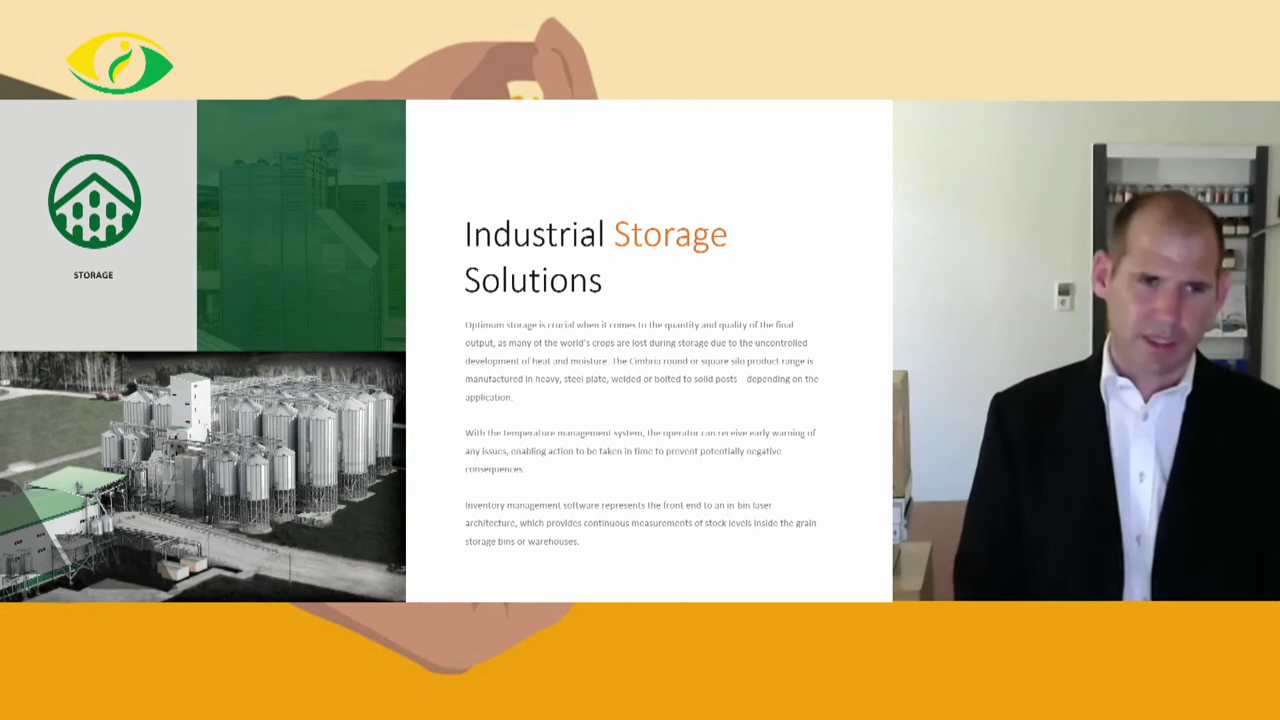 STORAGE
Industrial Storage
Solutions
Optimum storage is crucial when it comes to the quantity and quality of the final
output, as many of the world's crops are lost during storage due to the uncontrolled
development of heat and moisture. The Cimbria round or square silo product range is
manufactured in heavy, steel plate, welded or bolted to solid posts depending on the
application.
With the temperature management system, the operator can receive early warning of
any issues, enabling action to be taken in time to prevent potentially negative
consequences.
Inventory management software represents the front end to an in bin laser
architecture, which provides continuous measurements of stock levels inside the grain
storage bins or warehouses.